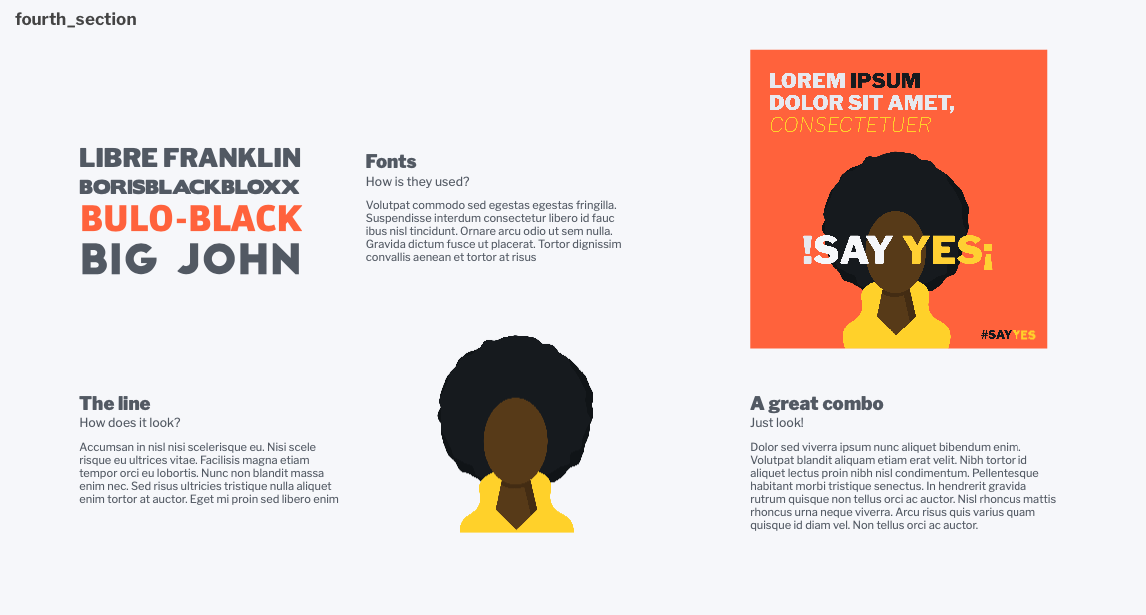 fourth_section
LIBRE FRANKLIN
BORISBLACKBLOXX
BULO-BLACK
BIG JOHN
Fonts
How is they used?
Volutpat commodo sed egestas egestas fringilla.
Suspendisse interdum consectetur libero id fauc
ibus nisl tincidunt. Ornare arcu odio ut sem nulla.
Gravida dictum fusce ut placerat. Tortor dignissim
convallis aenean et tortor at risus
LOREM IPSUM
DOLOR SIT AMET,
CONSECTETUER
!SAY YES¡
#SAYYES
The line
How does it look?
Accumsan in nisl nisi scelerisque eu. Nisi scele
risque eu ultrices vitae. Facilisis magna etiam
tempor orci eu lobortis. Nunc non blandit massa
enim nec. Sed risus ultricies tristique nulla aliquet
enim tortor at auctor. Eget mi proin sed libero enim
A great combo
Just look!
Dolor sed viverra ipsum nunc aliquet bibendum enim.
Volutpat blandit aliquam etiam erat velit. Nibh tortor id
aliquet lectus proin nibh nisl condimentum. Pellentesque
habitant morbi tristique senectus. In hendrerit gravida
rutrum quisque non tellus orci ac auctor. Nisl rhoncus mattis
rhoncus urna neque viverra. Arcu risus quis varius quam
quisque id diam vel. Non tellus orci ac auctor.